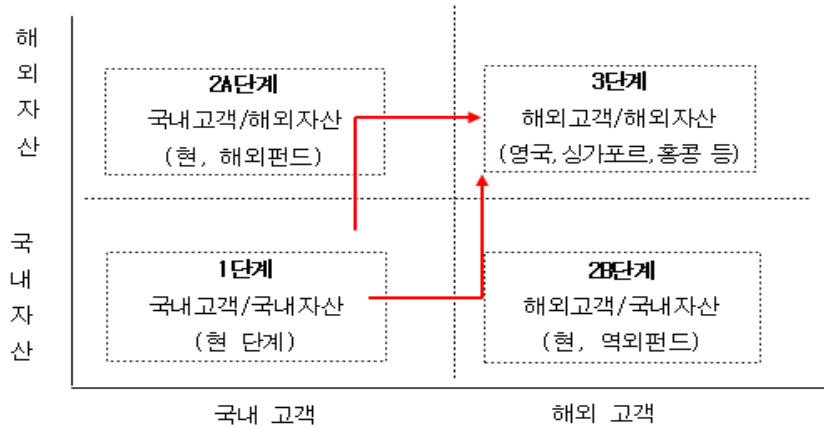 해외자산
2A단계
국내고객/해외자산
(현, 해외펀드)
3단계
해외고객/해외자산
(영국,싱가포르,홍콩 등)
국내자산
1단계
국내고객/국내자산
(현 단계)
2B단계
해외고객/국내자산
(현, 역외펀드)
국내 고객
해외 고객